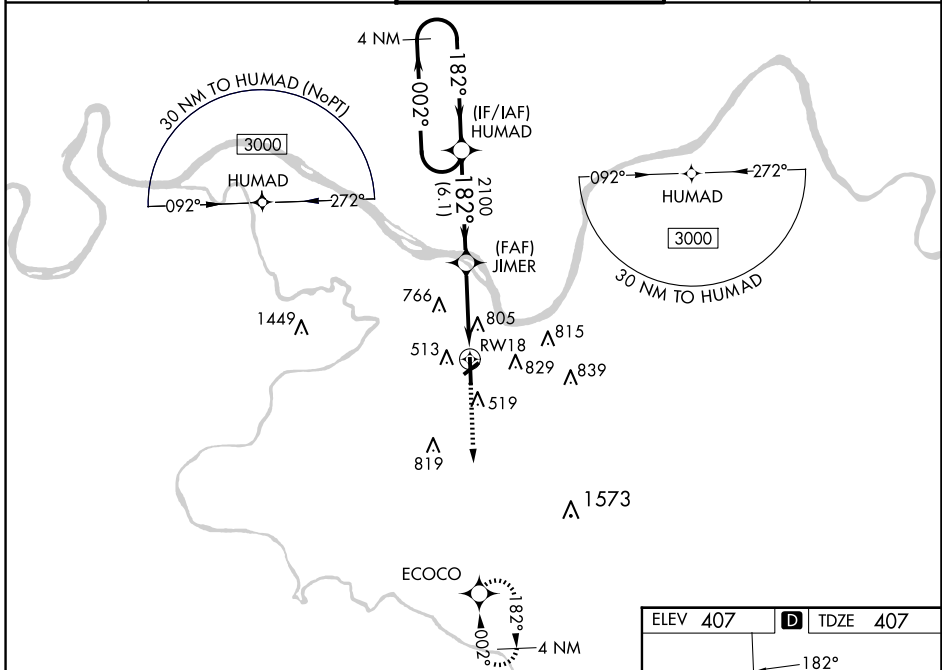 4 NM
182°
002°
(IF/IAF)
HUMAD
30 NM TO HUMAD (NoPT)
3000
HUMAD
092°
272°
2100
182°
(6.1)
092°
272°
HUMAD
3000
30 NM TO HUMAD
(FAF)
JIMER
766
805
1449
815
RW18
513
829
839
519
819
1573
ECOCO
182°
002°
4 NM
ELEV 407 D TDZE 407
182°